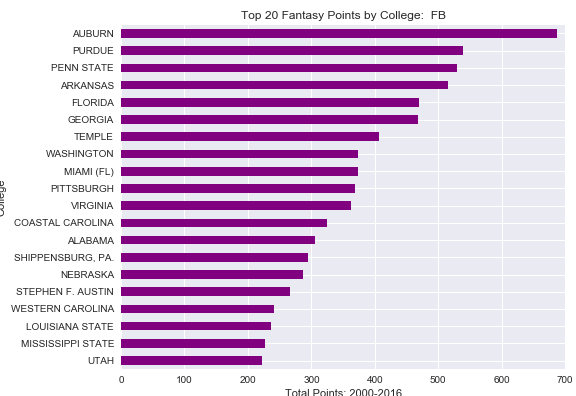 Top 20 Fantasy Points by College:  FB
AUBURN
PURDUE
PENN STATE
ARKANSAS
FLORIDA
GEORGIA
TEMPLE
WASHINGTON
MIAMI (FL)
PITTSBURGH
VIRGINIA
COASTAL CAROLINA
ALABAMA
SHIPPENSBURG, PA.
NEBRASKA
STEPHEN F. AUSTIN
WESTERN CAROLINA
LOUISIANA STATE
MISSISSIPPI STATE
UTAH
College
0 100 200 300 400 500 600 700
Total Points: 2000-2016